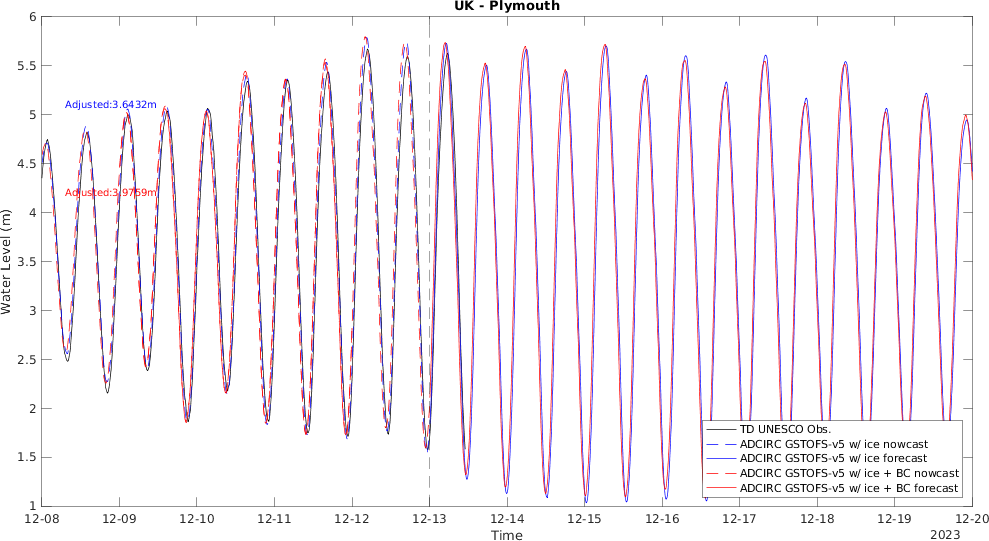 UK - Plymouth
6
5.5
5
4.5
4
3.5
3
2.5
2
1.5
1
Water Level (m)
Adjusted:3.6432m
Adjusted:3.9759m
TD UNESCO Obs.
ADCIRC GSTOFS-v5 w/ ice nowcast
ADCIRC GSTOFS-v5 w/ ice forecast
ADCIRC GSTOFS-v5 w/ ice + BC nowcast
ADCIRC GSTOFS-v5 w/ ice + BC forecast
12-08 12-09 12-10 12-11 12-12 12-13 12-14 12-15 12-16 12-17 12-18 12-19 12-20
Time
2023